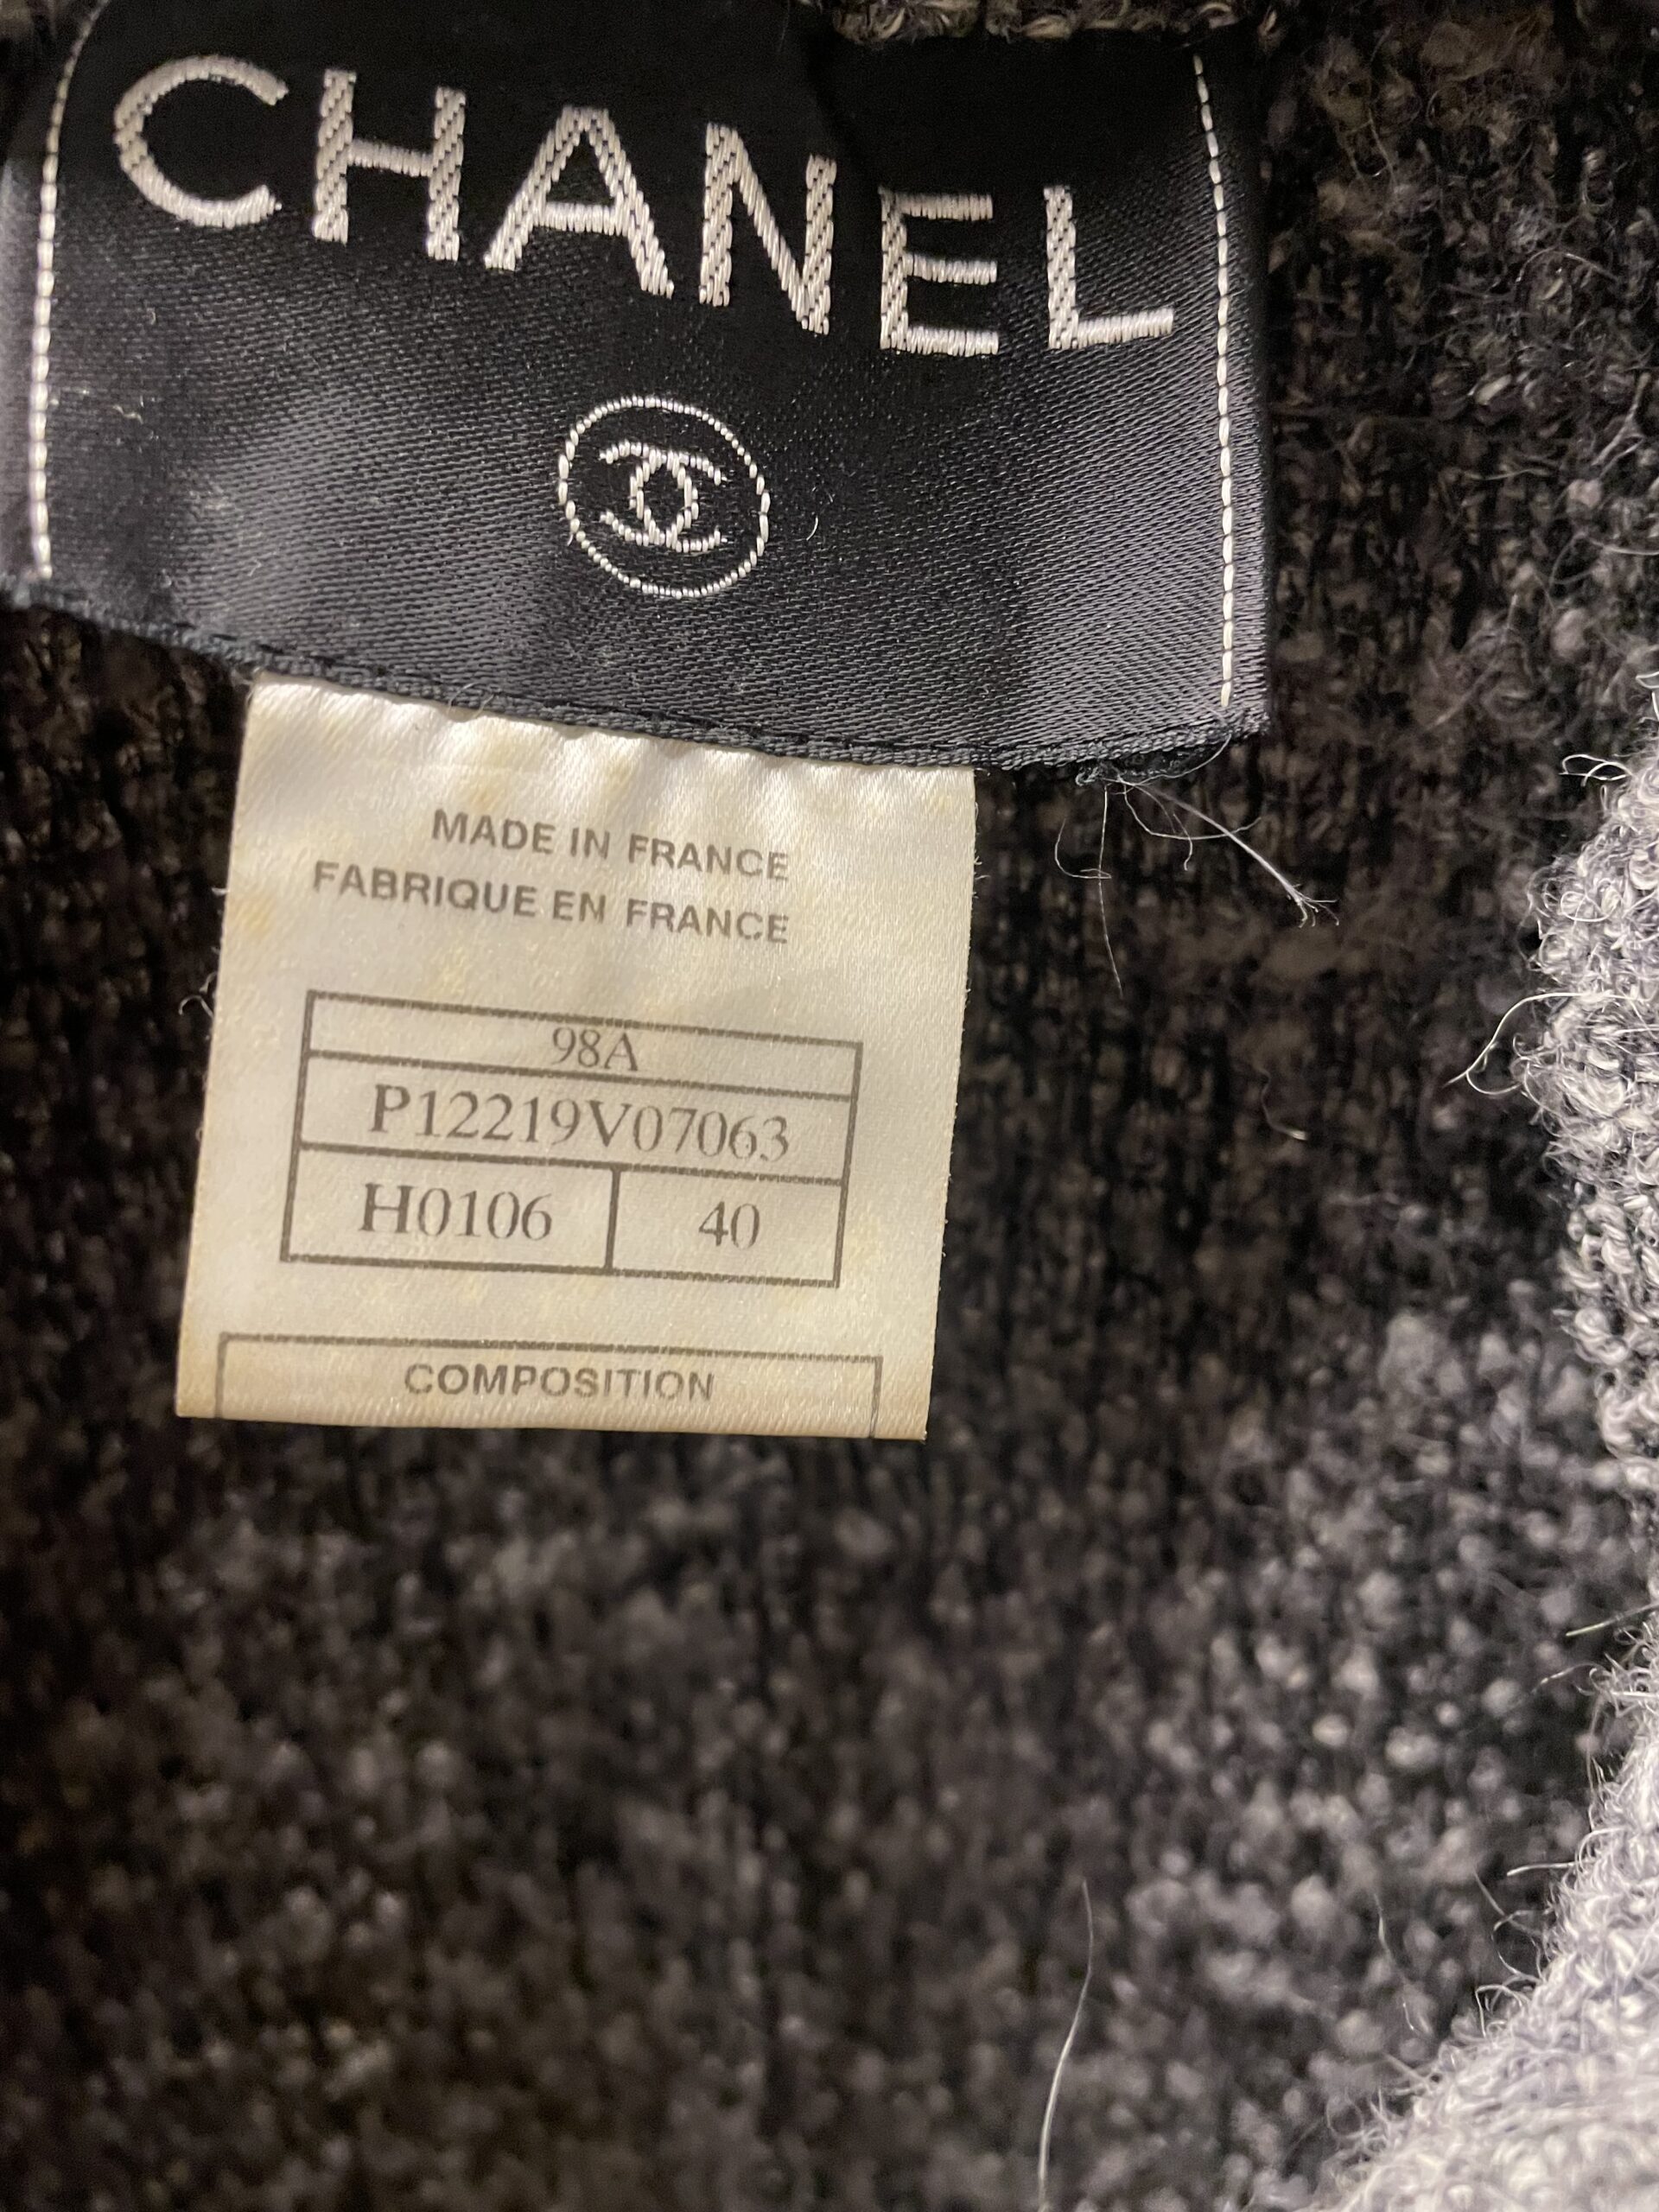 CHANEL
MADE IN FRANCE
FABRIQUE EN FRANCE
98A
P12219V07063
H0106 40
COMPOSITION